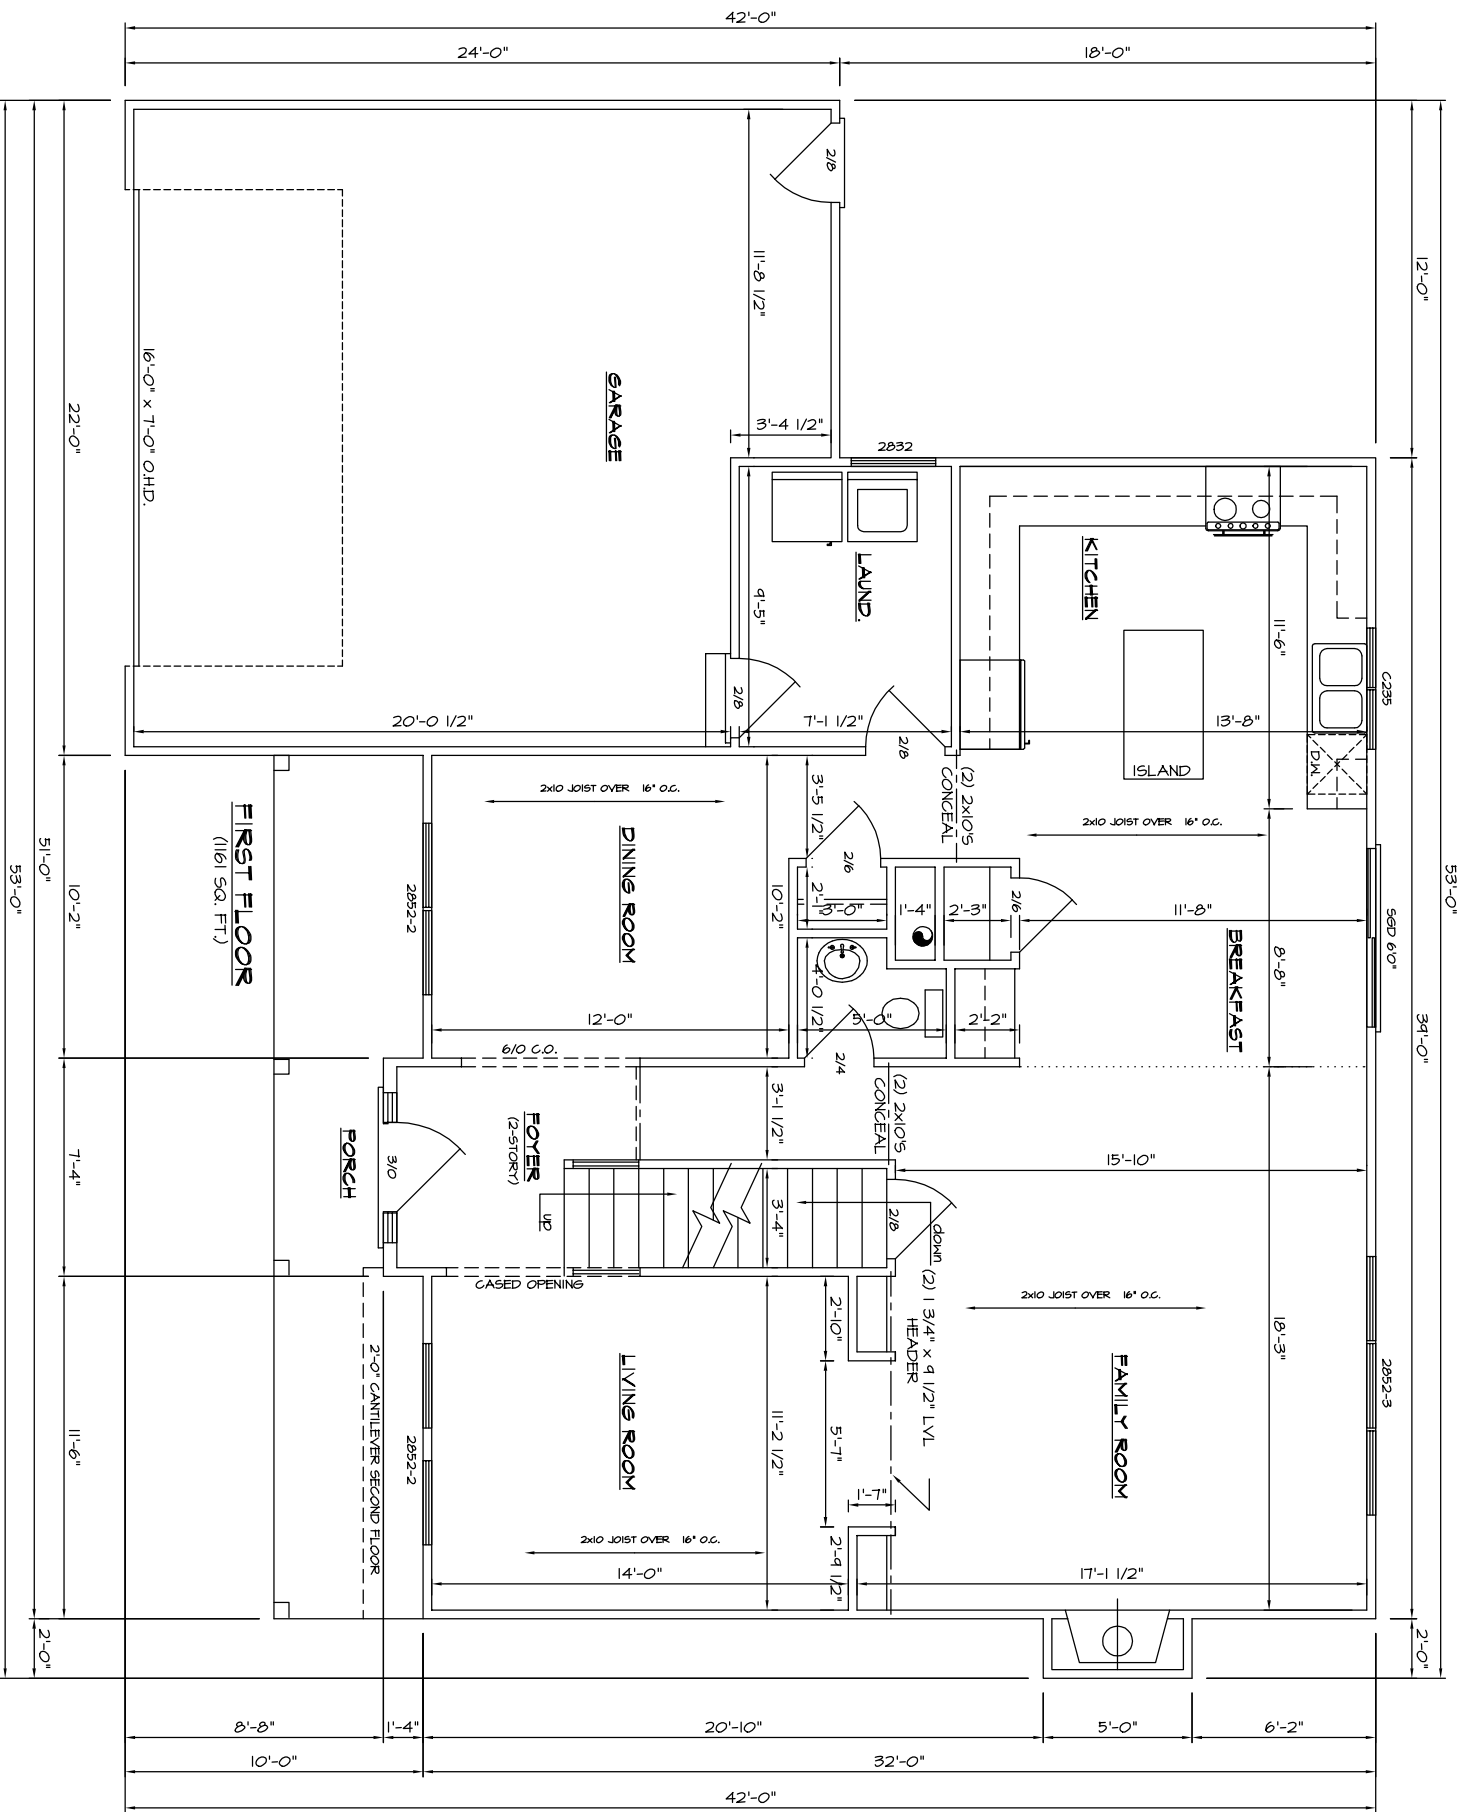 42'-0"
24'-0"
18'-0"
12'-0"
2/8
11'-8 1/2"
GARAGE
16'-0" x 7'-0" O.H.D.
22'-0"
3'-4 1/2"
2832
LAUND.
9'-5"
KITCHEN
11'-6"
C235
2/8
20'-0 1/2"
7'-1 1/2"
2/8
13'-8"
D.W.
ISLAND
(2) 2x10'S
CONCEAL
3'-5 1/2"
2x10 JOIST OVER 16" O.C.
2x10 JOIST OVER 16" O.C.
DINING ROOM
2/6
2/6
2'-
3'-0"
1'-4"
2'-3"
11'-8"
SGD 6'0"
53'-0"
39'-0"
BREAKFAST
8'-8"
10'-2"
2852-2
10'-2"
FIRST FLOOR
(1161 SQ. FT.)
51'-0"
53'-0"
4'-0 1/2"
12'-0"
5'-0"
2'-2"
6/0 C.O.
2/4
(2) 2x10'S
CONCEAL
3'-1 1/2"
FOYER
(2-STORY)
PORCH
3/0
7'-4"
15'-10"
up
3'-4"
2/8
down
CASED OPENING
(2) 1 3/4" x 9 1/2" LVL
HEADER
2'-10"
2x10 JOIST OVER 16" O.C.
18'-3"
2852-3
FAMILY ROOM
LIVING ROOM
11'-2 1/2"
5'-7"
1'-7"
2'-9 1/2"
2852-2
2'-0" CANTILEVER SECOND FLOOR
11'-6"
2x10 JOIST OVER 16" O.C.
14'-0"
17'-1 1/2"
2'-0"
2'-0"
8'-8"
1'-4"
20'-10"
5'-0"
6'-2"
10'-0"
32'-0"
42'-0"